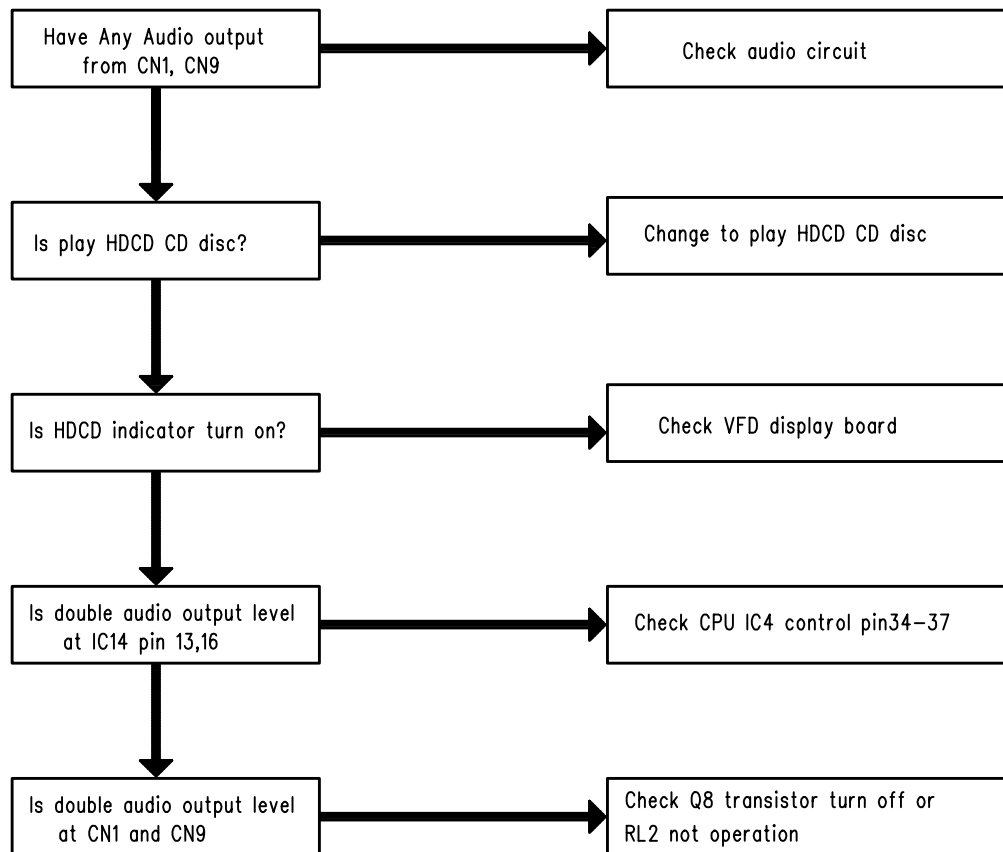 Have Any Audio output
from CN1, CN9
Check audio circuit
Is play HDCD CD disc?
Change to play HDCD CD disc
Is HDCD indicator turn on?
Check VFD display board
Is double audio output level
at IC14 pin 13,16
Check CPU IC4 control pin34-37
Is double audio output level
at CN1 and CN9
Check Q8 transistor turn off or
RL2 not operation